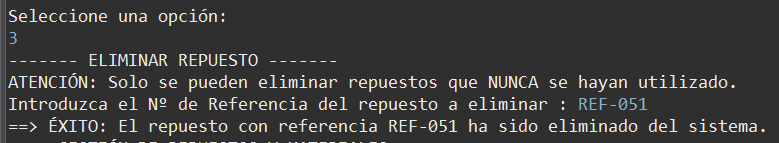 Seleccione una opción:
3
------- ELIMINAR REPUESTO -------
ATENCIÓN: Solo se pueden eliminar repuestos que NUNCA se hayan utilizado.
Introduzca el Nº de Referencia del repuesto a eliminar : REF-051
==> ÉXITO: El repuesto con referencia REF-051 ha sido eliminado del sistema.